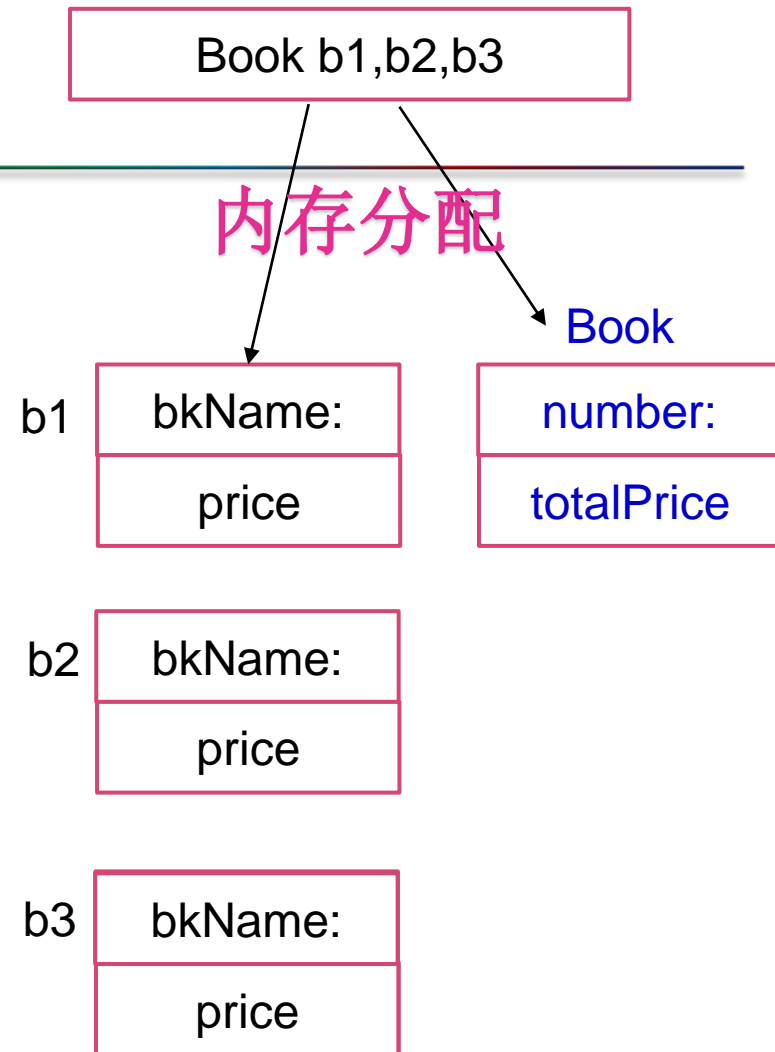 Book b1,b2,b3
内存分配
Book
b1
bkName:
number:
price
totalPrice
b2
bkName:
price
b3
bkName:
price